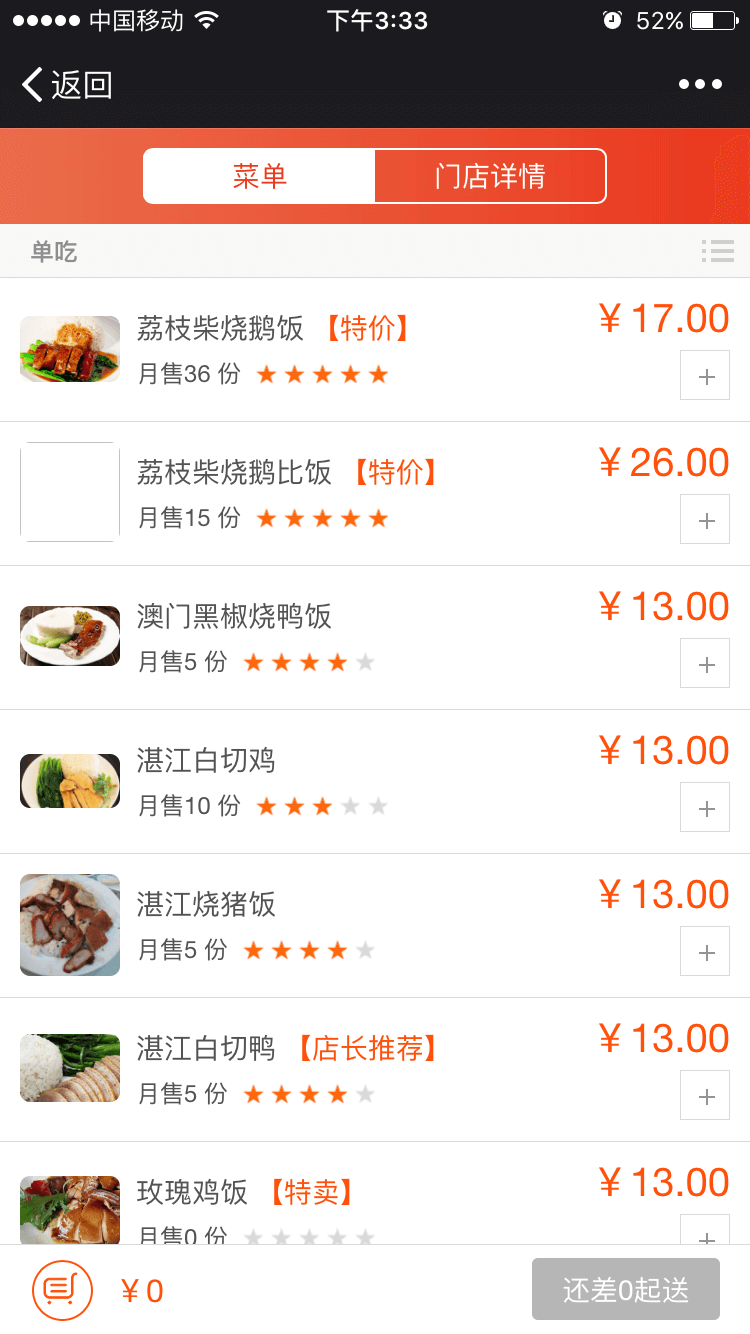 中国移动 下午3:33 52%
返回
菜单 门店详情
单吃
荔枝柴烧鹅饭 【特价】 ¥ 17.00
月售36 份
荔枝柴烧鹅比饭 【特价】 ¥ 26.00
月售15 份
澳门黑椒烧鸭饭 ¥ 13.00
月售5 份
湛江白切鸡 ¥ 13.00
月售10 份
湛江烧猪饭 ¥ 13.00
月售5 份
湛江白切鸭 【店长推荐】 ¥ 13.00
月售5 份
玫瑰鸡饭 【特卖】 ¥ 13.00
月售0 份
¥ 0 还差0起送